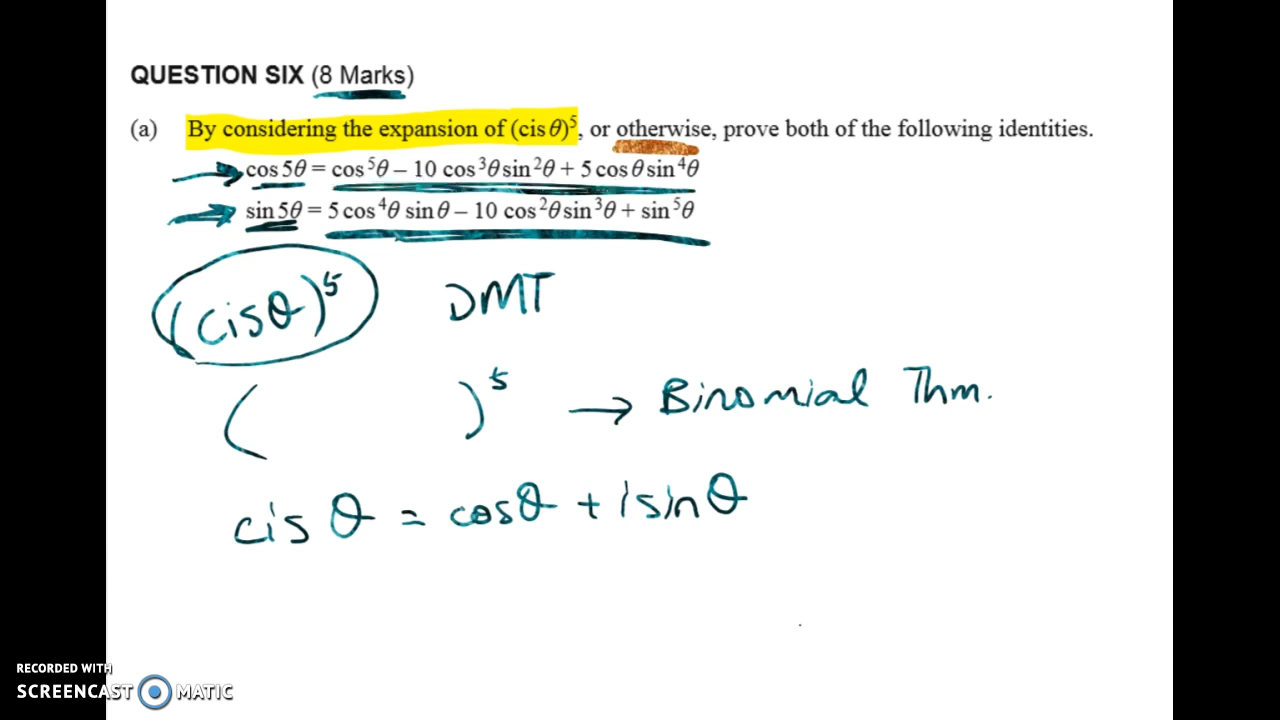 QUESTION SIX (8 Marks)
(a) By considering the expansion of (cis θ)⁵, or otherwise, prove both of the following identities.
cos 5θ = cos⁵θ – 10 cos³θ sin²θ + 5 cos θ sin⁴θ
sin 5θ = 5 cos⁴θ sin θ – 10 cos²θ sin³θ + sin⁵θ
(cisθ)⁵ DMT
( )⁵ → Binomial Thm.
cis θ = cosθ + isinθ
RECORDED WITH
SCREENCAST MATIC